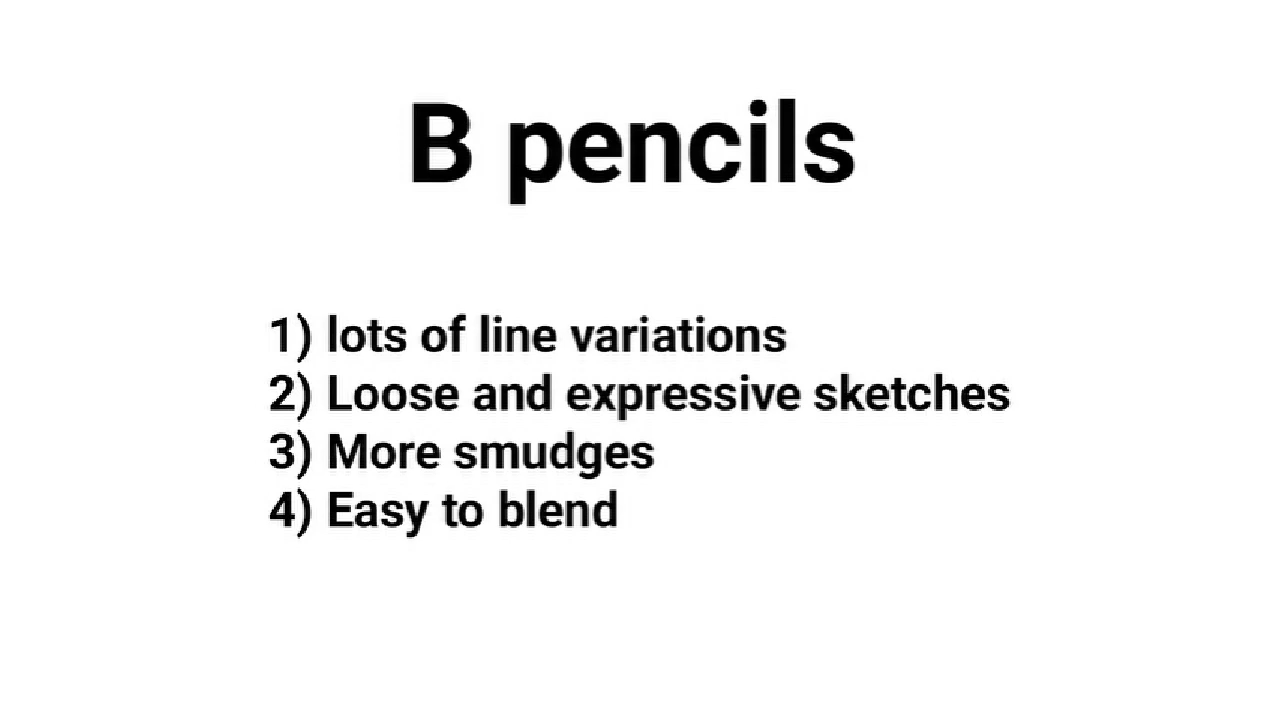 B pencils
1) lots of line variations
2) Loose and expressive sketches
3) More smudges
4) Easy to blend